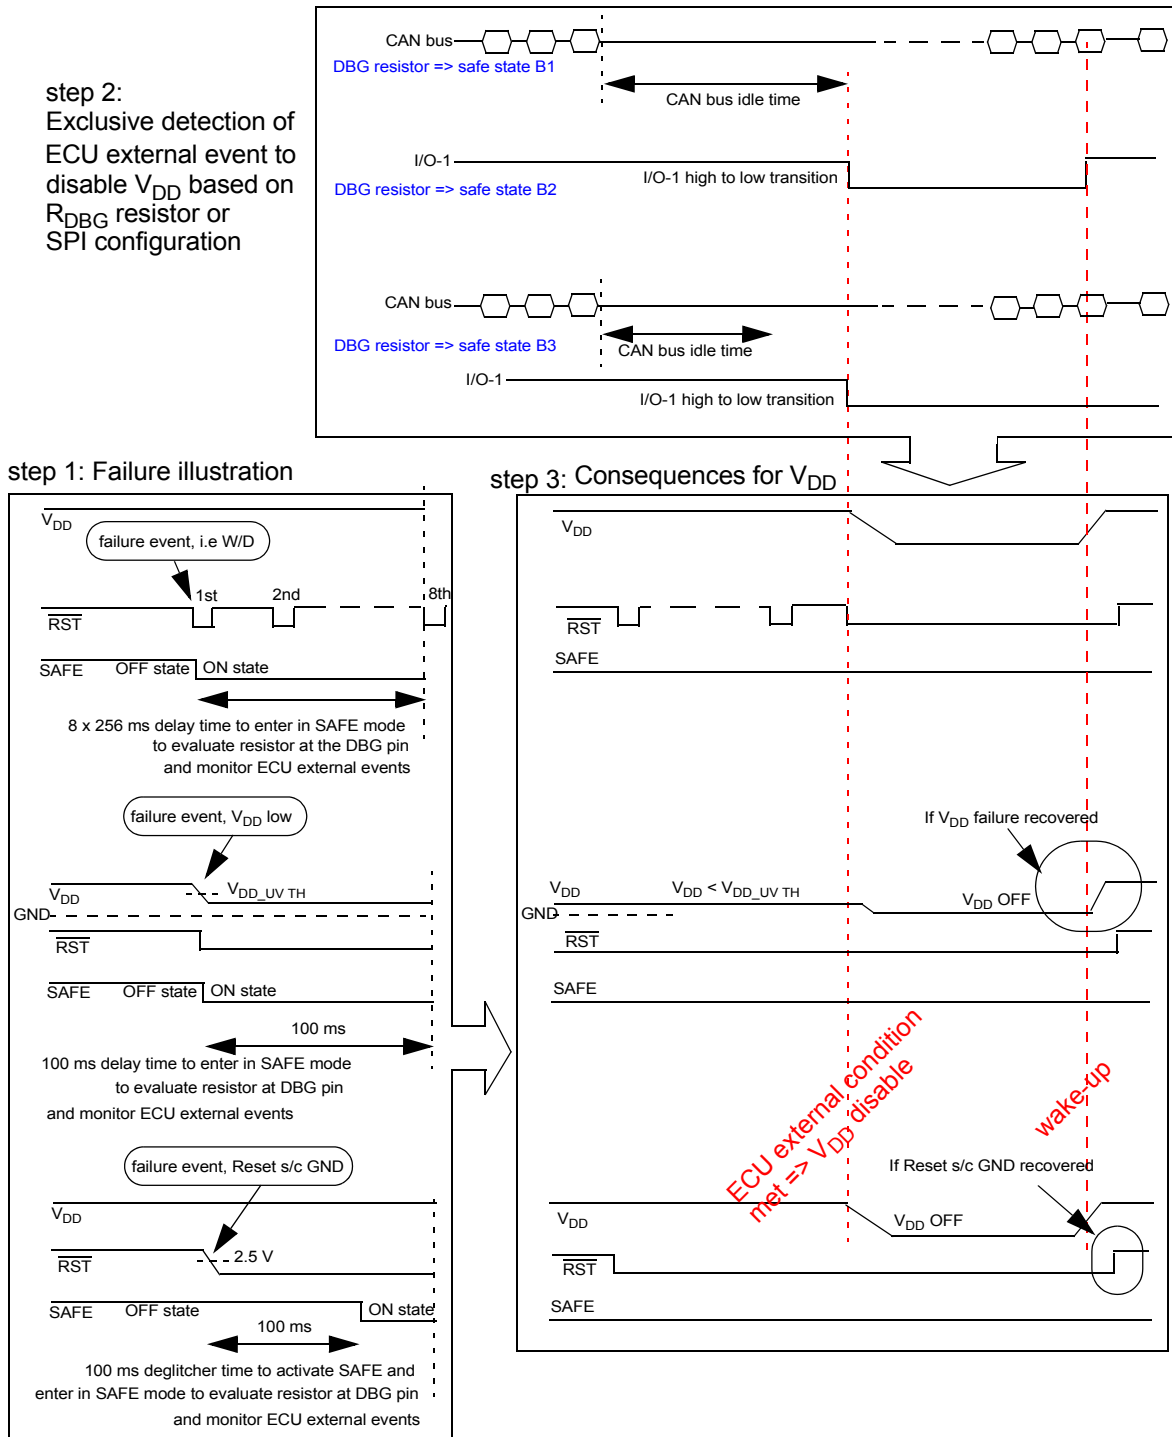 step 2:
Exclusive detection of
ECU external event to
disable VDD based on
RDBG resistor or
SPI configuration
CAN bus
DBG resistor => safe state B1
CAN bus idle time
I/O-1
I/O-1 high to low transition
DBG resistor => safe state B2
CAN bus
DBG resistor => safe state B3
CAN bus idle time
I/O-1
I/O-1 high to low transition
step 1: Failure illustration
VDD
failure event, i.e W/D
1st
2nd
8th
RST
SAFE
OFF state
ON state
8 x 256 ms delay time to enter in SAFE mode
to evaluate resistor at the DBG pin
and monitor ECU external events
failure event, VDD low
VDD
VDD_UV TH
GND
RST
SAFE
OFF state
ON state
100 ms
100 ms delay time to enter in SAFE mode
to evaluate resistor at DBG pin
and monitor ECU external events
failure event, Reset s/c GND
VDD
RST
2.5 V
SAFE
OFF state
ON state
100 ms
100 ms deglitcher time to activate SAFE and
enter in SAFE mode to evaluate resistor at DBG pin
and monitor ECU external events
step 3: Consequences for VDD
VDD
RST
SAFE
If VDD failure recovered
VDD
VDD < VDD_UV TH
VDD OFF
GND
RST
SAFE
ECU external condition
met => VDD disable
wake-up
If Reset s/c GND recovered
VDD
VDD OFF
RST
SAFE